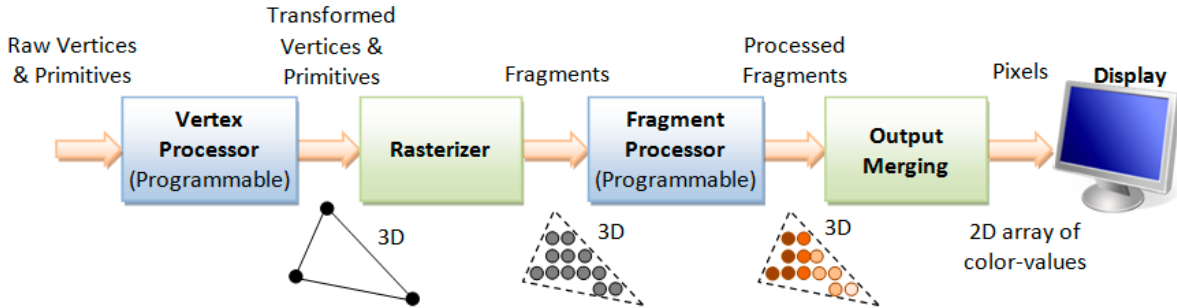 Raw Vertices
& Primitives
Transformed
Vertices &
Primitives
Fragments
Processed
Fragments
Pixels
Display
Vertex
Processor
(Programmable)
Rasterizer
Fragment
Processor
(Programmable)
Output
Merging
3D
3D
3D
2D array of
color-values